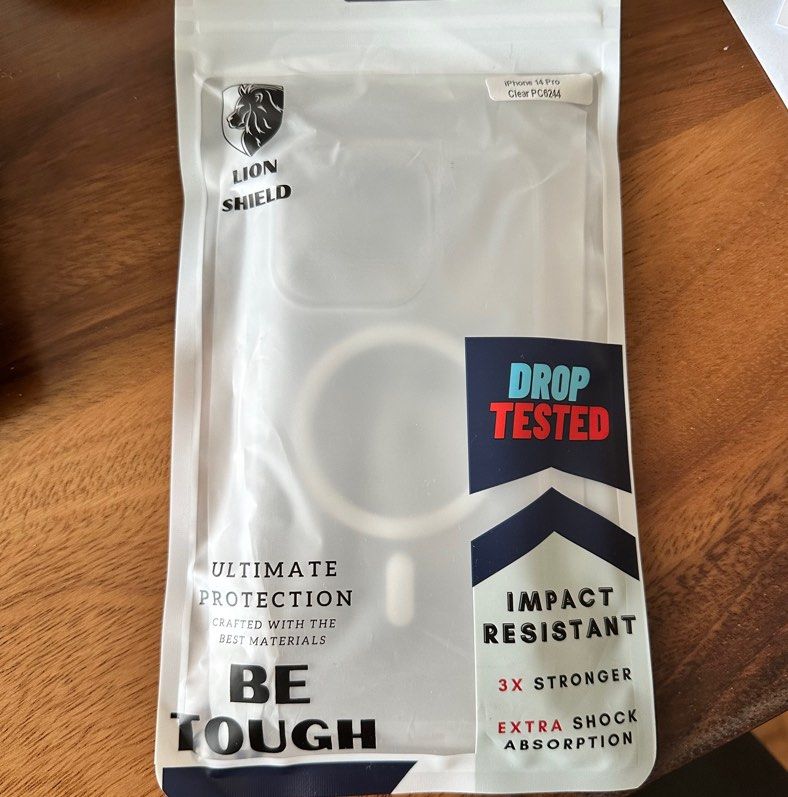 iPhone 14 Pro
Clear PC6244
LION
SHIELD
DROP
TESTED
ULTIMATE
PROTECTION
CRAFTED WITH THE
BEST MATERIALS
BE
TOUGH
IMPACT
RESISTANT
3X STRONGER
EXTRA SHOCK
ABSORPTION